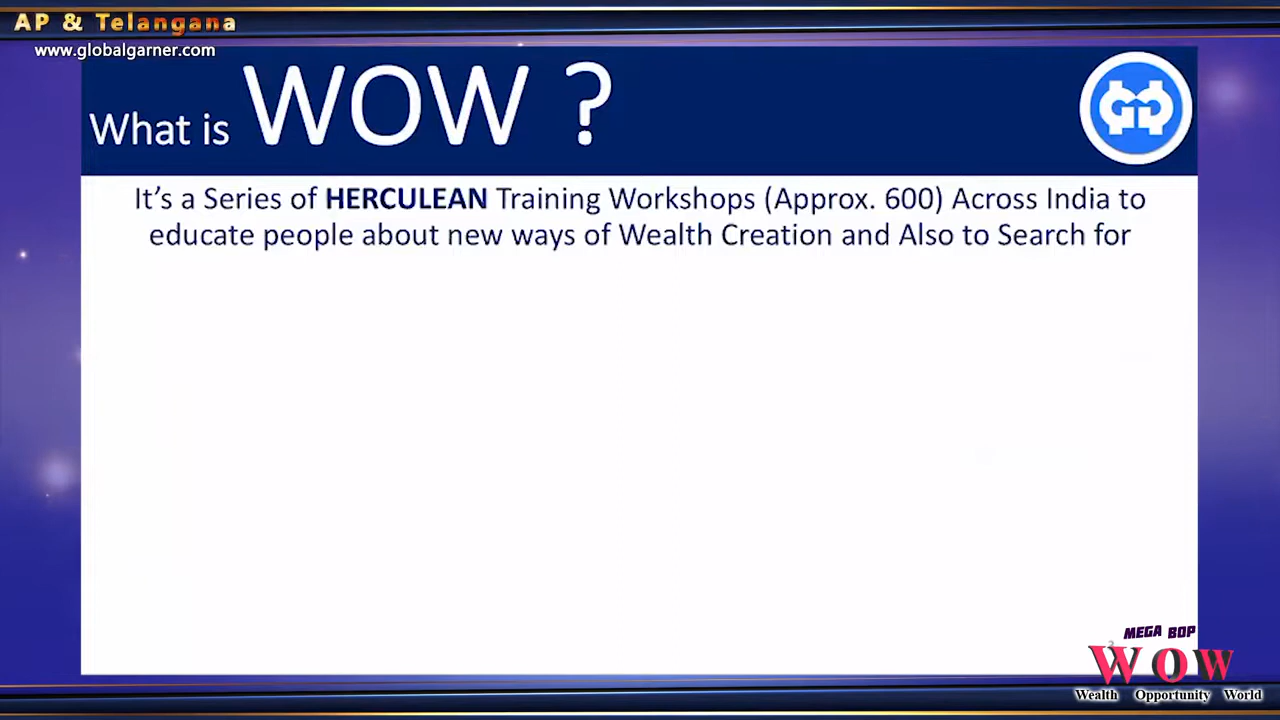 AP & Telangana
www.globalgarner.com
What is WOW ?
It's a Series of HERCULEAN Training Workshops (Approx. 600) Across India to
educate people about new ways of Wealth Creation and Also to Search for
MEGA BOP
2
WOW
Wealth Opportunity World